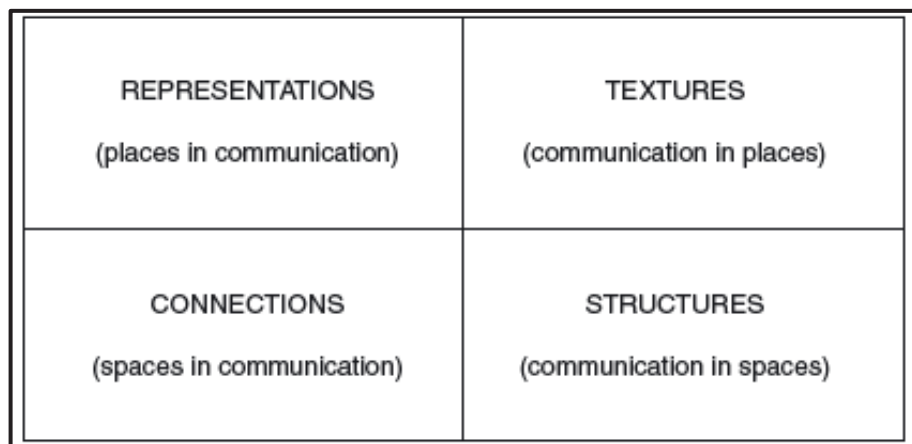 REPRESENTATIONS
(places in communication)
TEXTURES
(communication in places)
CONNECTIONS
(spaces in communication)
STRUCTURES
(communication in spaces)